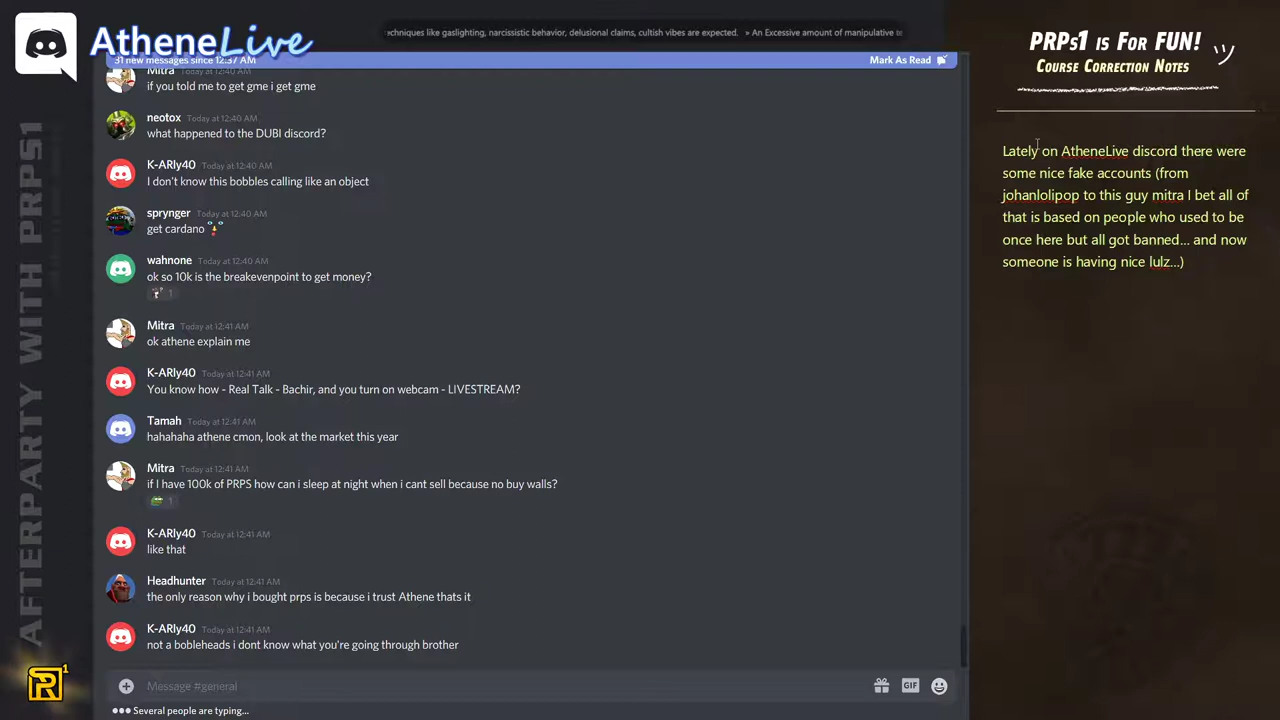 AtheneLive
echniques like gaslighting, narcissistic behavior, delusional claims, cultish vibes are expected. » An Excessive amount of manipulative te
31 new messages since 12:37 AM
Mark As Read
Mitra Today at 12:40 AM
if you told me to get gme i get gme
neotox Today at 12:40 AM
what happened to the DUBI discord?
K-ARly40 Today at 12:40 AM
I don't know this bobbles calling like an object
sprynger Today at 12:40 AM
get cardano
wahnone Today at 12:40 AM
ok so 10k is the breakevenpoint to get money?
1
Mitra Today at 12:41 AM
ok athene explain me
K-ARly40 Today at 12:41 AM
You know how - Real Talk - Bachir, and you turn on webcam - LIVESTREAM?
Tamah Today at 12:41 AM
hahahaha athene cmon, look at the market this year
Mitra Today at 12:41 AM
if I have 100k of PRPS how can i sleep at night when i cant sell because no buy walls?
1
K-ARly40 Today at 12:41 AM
like that
Headhunter Today at 12:41 AM
the only reason why i bought prps is because i trust Athene thats it
K-ARly40 Today at 12:41 AM
not a bobleheads i dont know what you're going through brother
Message #general
GIF
Several people are typing...
AFTERPARTY WITH PRPS1
R1
PRPs1 is For FUN! ツ
Course Correction Notes
Lately on AtheneLive discord there were
some nice fake accounts (from
johanlolipop to this guy mitra I bet all of
that is based on people who used to be
once here but all got banned... and now
someone is having nice lulz...)